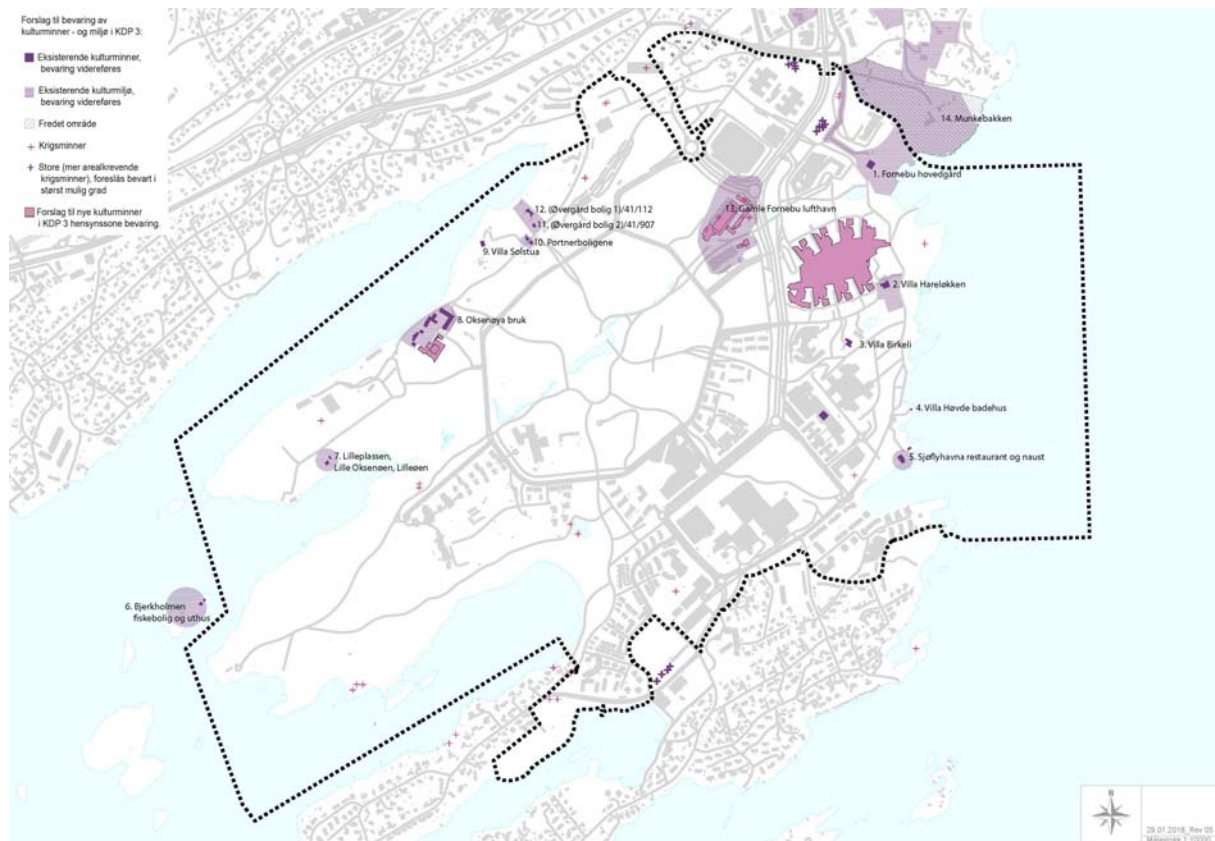 Forslag til bevaring av
kulturminner - og miljø i KDP 3:
Eksisterende kulturminner,
bevaring videreføres
Eksisterende kulturmiljø,
bevaring videreføres
Fredet område
Krigsminner
Store (mer arealkrevende
krigsminner), foreslås bevart i
størst mulig grad
Forslag til nye kulturminner
i KDP 3 hensynssone bevaring.
14. Munkebakken
1. Fornebu hovedgård
12. (Øvergård bolig 1)/41/112
13. Gamle Fornebu lufthavn
11. (Øvergård bolig 2)/41/907
10. Portnerboligene
9. Villa Solstua
2. Villa Hareløkken
8. Oksenøya bruk
3. Villa Birkeli
4. Villa Høvde badehus
7. Lilleplassen,
Lille Oksenøen, Lilleøen
5. Sjøflyhavna restaurant og naust
6. Bjerkholmen
fiskebolig og uthus
N
29.01.2018_Rev 05
Målestokk 1:10000